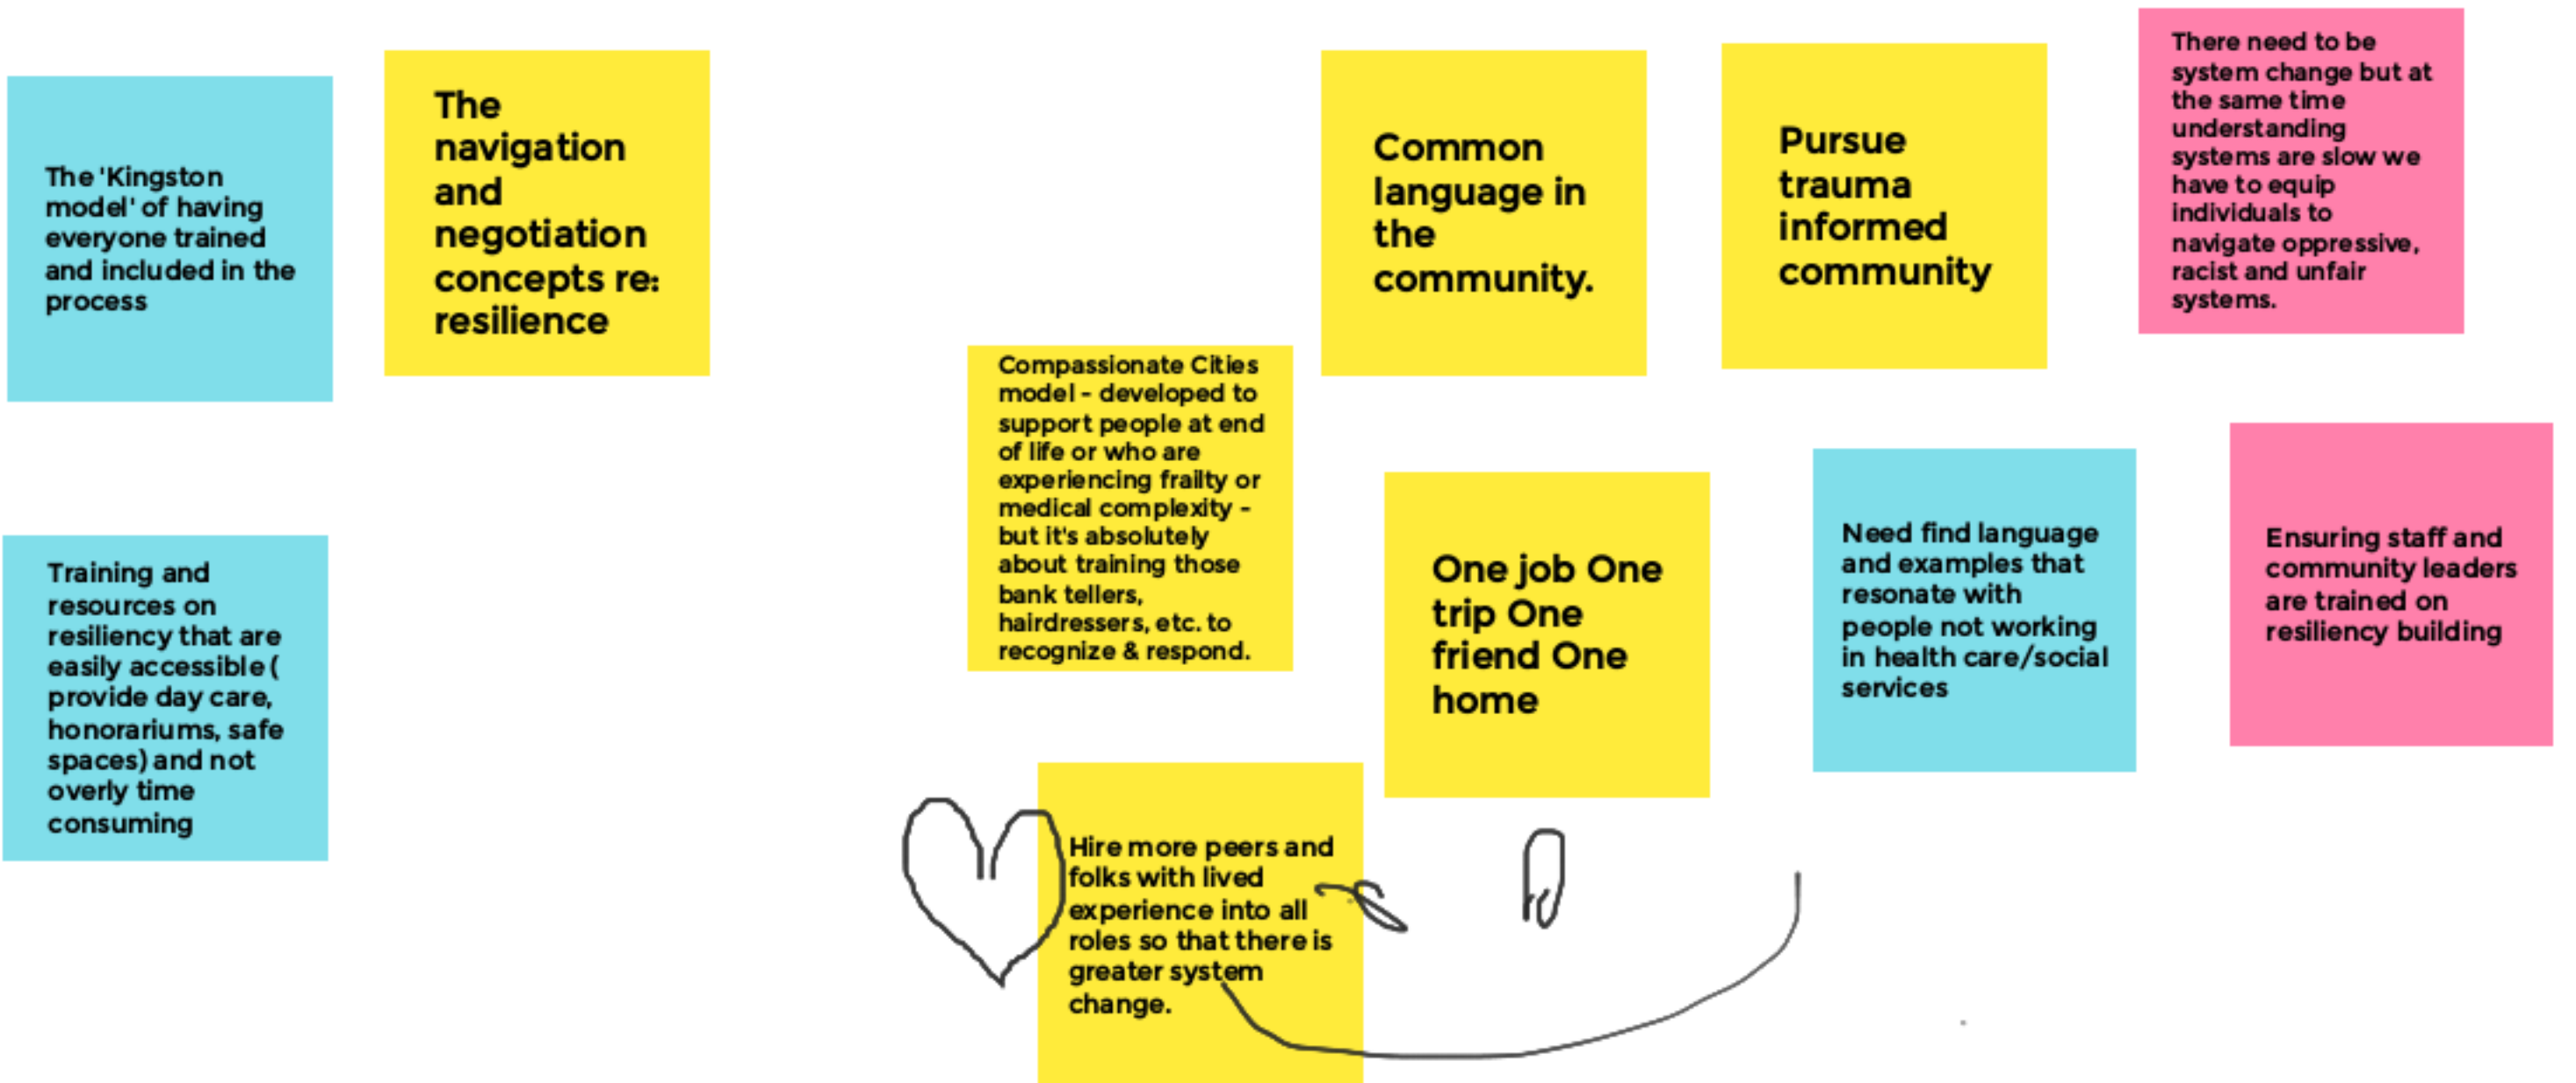 The 'Kingston
model' of having
everyone trained
and included in the
process
The
navigation
and
negotiation
concepts re:
resilience
Common
language in
the
community.
Pursue
trauma
informed
community
There need to be
system change but at
the same time
understanding
systems are slow we
have to equip
individuals to
navigate oppressive,
racist and unfair
systems.
Compassionate Cities
model - developed to
support people at end
of life or who are
experiencing frailty or
medical complexity -
but it's absolutely
about training those
bank tellers,
hairdressers, etc. to
recognize & respond.
One job One
trip One
friend One
home
Need find language
and examples that
resonate with
people not working
in health care/social
services
Ensuring staff and
community leaders
are trained on
resiliency building
Training and
resources on
resiliency that are
easily accessible (
provide day care,
honorariums, safe
spaces) and not
overly time
consuming
Hire more peers and
folks with lived
experience into all
roles so that there is
greater system
change.